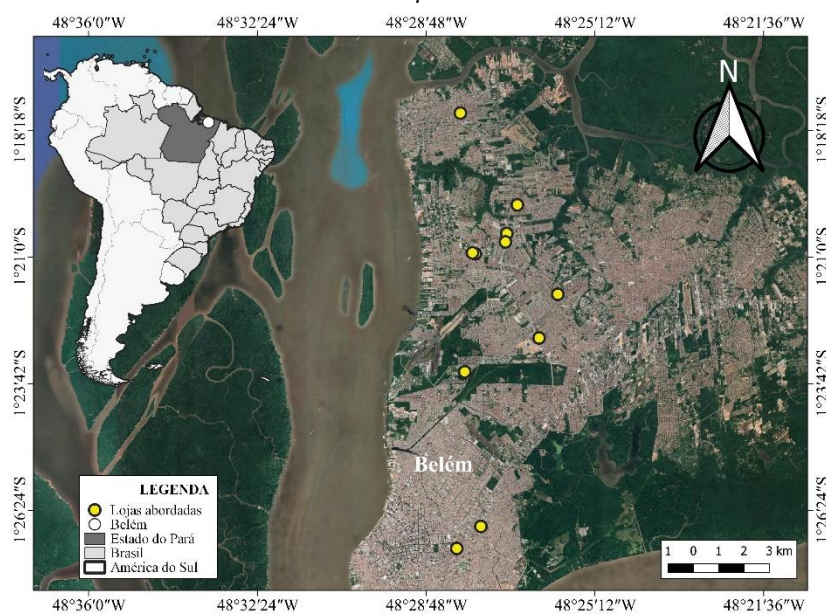 48°36'0"W 48°32'24"W 48°28'48"W 48°25'12"W 48°21'36"W
N
1°18'18"S 1°18'18"S
1°21'0"S 1°21'0"S
1°23'42"S 1°23'42"S
Belém
1°26'24"S 1°26'24"S
LEGENDA
Lojas abordadas
Belém
Estado do Pará
Brasil
América do Sul
1 0 1 2 3 km
48°36'0"W 48°32'24"W 48°28'48"W 48°25'12"W 48°21'36"W